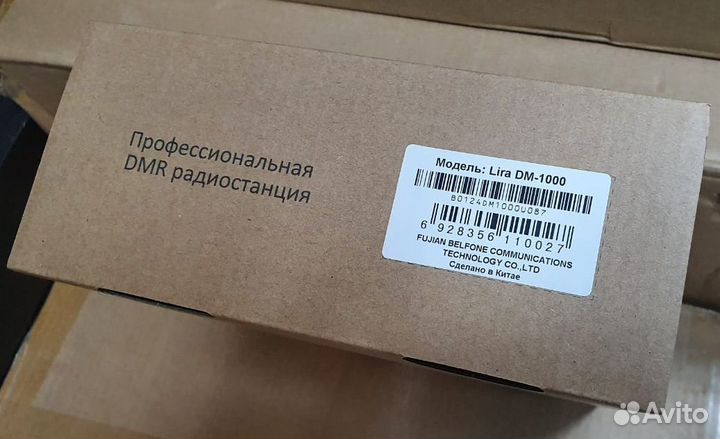 Профессиональная
DMR радиостанция
Модель: Lira DM-1000
B0124DM1000U087
6 928356 110027
FUJIAN BELFONE COMMUNICATIONS
TECHNOLOGY CO.,LTD
Сделано в Китае
Avito